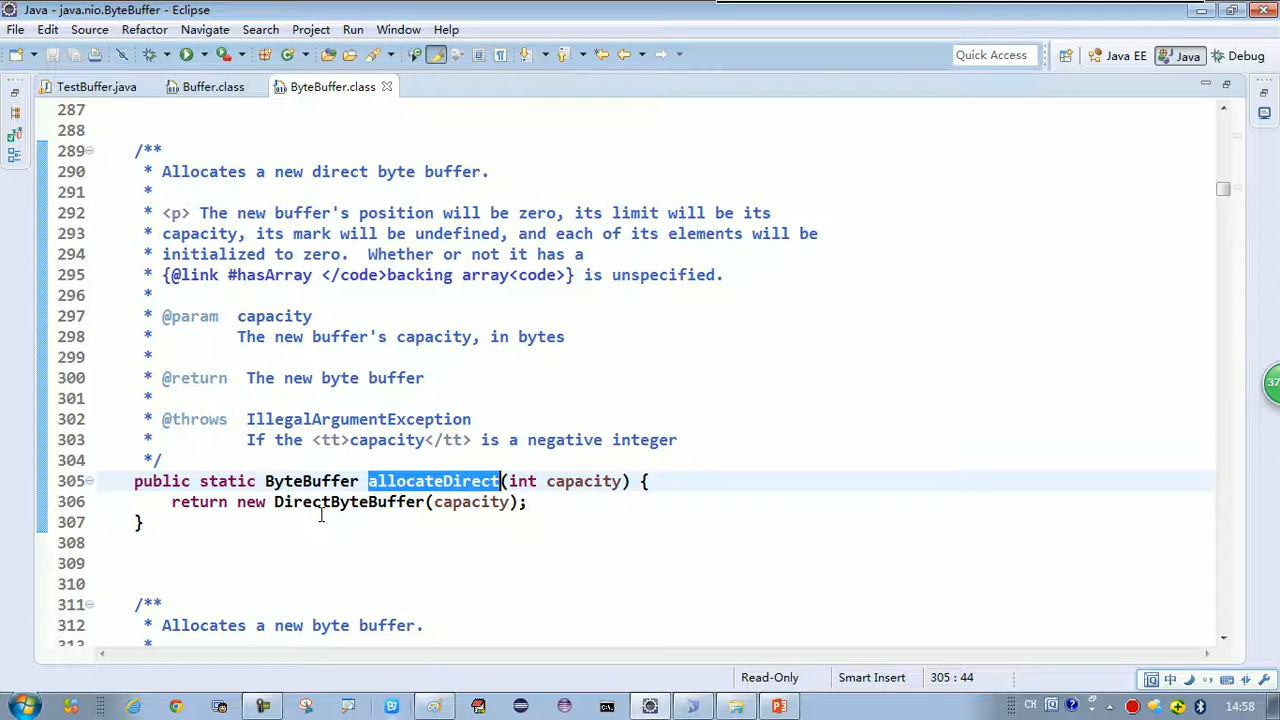 Java - java.nio.ByteBuffer - Eclipse
File Edit Source Refactor Navigate Search Project Run Window Help
Quick Access Java EE Java Debug
TestBuffer.java Buffer.class ByteBuffer.class
287
288
289 /**
290 * Allocates a new direct byte buffer.
291 *
292 * <p> The new buffer's position will be zero, its limit will be its
293 * capacity, its mark will be undefined, and each of its elements will be
294 * initialized to zero.  Whether or not it has a
295 * {@link #hasArray </code>backing array<code>} is unspecified.
296 *
297 * @param  capacity
298 *         The new buffer's capacity, in bytes
299 *
300 * @return  The new byte buffer
301 *
302 * @throws  IllegalArgumentException
303 *          If the <tt>capacity</tt> is a negative integer
304 */
305 public static ByteBuffer allocateDirect(int capacity) {
306     return new DirectByteBuffer(capacity);
307 }
308
309
310
311 /**
312 * Allocates a new byte buffer.
313 *
37
Read-Only Smart Insert 305 : 44
中
CH 14:58